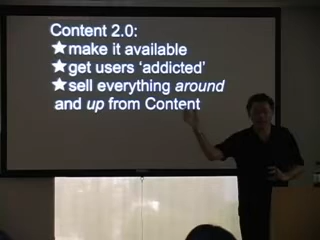 Content 2.0:
★make it available
★get users 'addicted'
★sell everything around
and up from Content